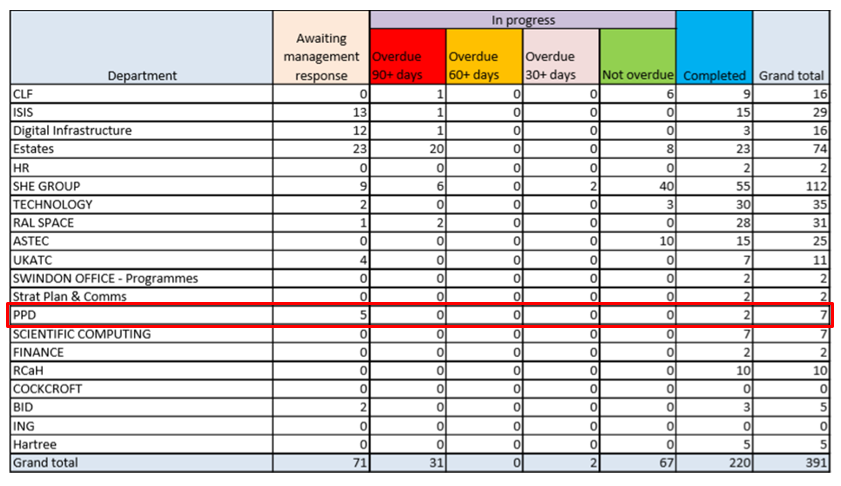 In progress
Department Awaiting management response Overdue 90+ days Overdue 60+ days Overdue 30+ days Not overdue Completed Grand total
CLF 0 1 0 0 6 9 16
ISIS 13 1 0 0 0 15 29
Digital Infrastructure 12 1 0 0 0 3 16
Estates 23 20 0 0 8 23 74
HR 0 0 0 0 0 2 2
SHE GROUP 9 6 0 2 40 55 112
TECHNOLOGY 2 0 0 0 3 30 35
RAL SPACE 1 2 0 0 0 28 31
ASTEC 0 0 0 0 10 15 25
UKATC 4 0 0 0 0 7 11
SWINDON OFFICE - Programmes 0 0 0 0 0 2 2
Strat Plan & Comms 0 0 0 0 0 2 2
PPD 5 0 0 0 0 2 7
SCIENTIFIC COMPUTING 0 0 0 0 0 7 7
FINANCE 0 0 0 0 0 2 2
RCaH 0 0 0 0 0 10 10
COCKCROFT 0 0 0 0 0 0 0
BID 2 0 0 0 0 3 5
ING 0 0 0 0 0 0 0
Hartree 0 0 0 0 0 5 5
Grand total 71 31 0 2 67 220 391